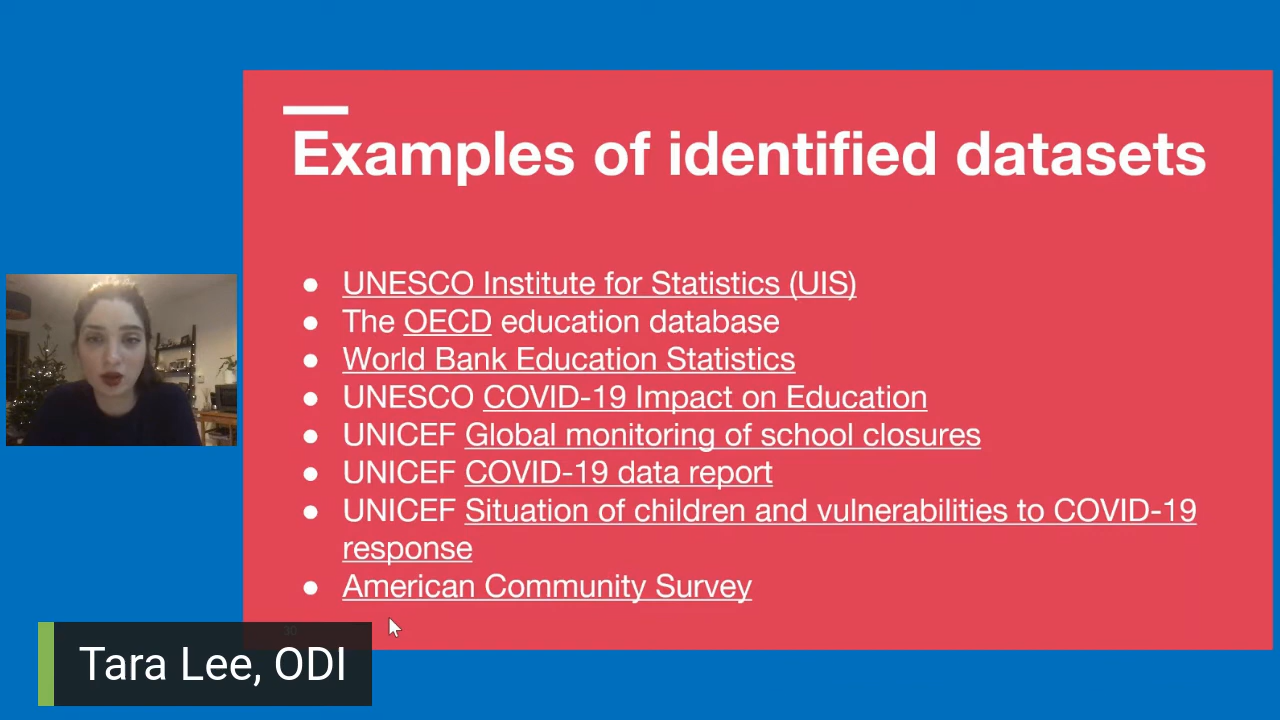 Examples of identified datasets
● UNESCO Institute for Statistics (UIS)
● The OECD education database
● World Bank Education Statistics
● UNESCO COVID-19 Impact on Education
● UNICEF Global monitoring of school closures
● UNICEF COVID-19 data report
● UNICEF Situation of children and vulnerabilities to COVID-19
response
● American Community Survey
30
Tara Lee, ODI